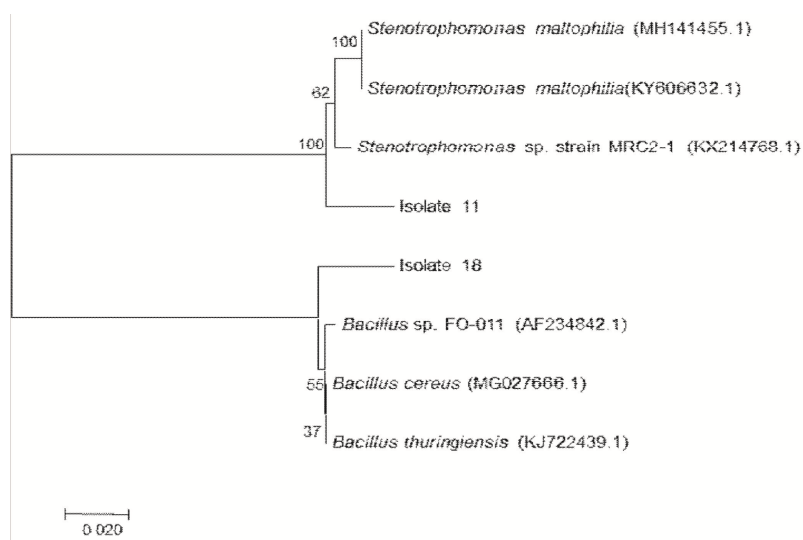 Stenotrophomonas maltophilia (MH141455.1)
100
62
Stenotrophomonas maltophilia(KY606632.1)
100
Stenotrophomonas sp. strain MRC2-1 (KX214768.1)
Isolate 11
Isolate 18
Bacillus sp. FO-011 (AF234842.1)
55
Bacillus cereus (MG027666.1)
37
Bacillus thuringiensis (KJ722439.1)
0.020